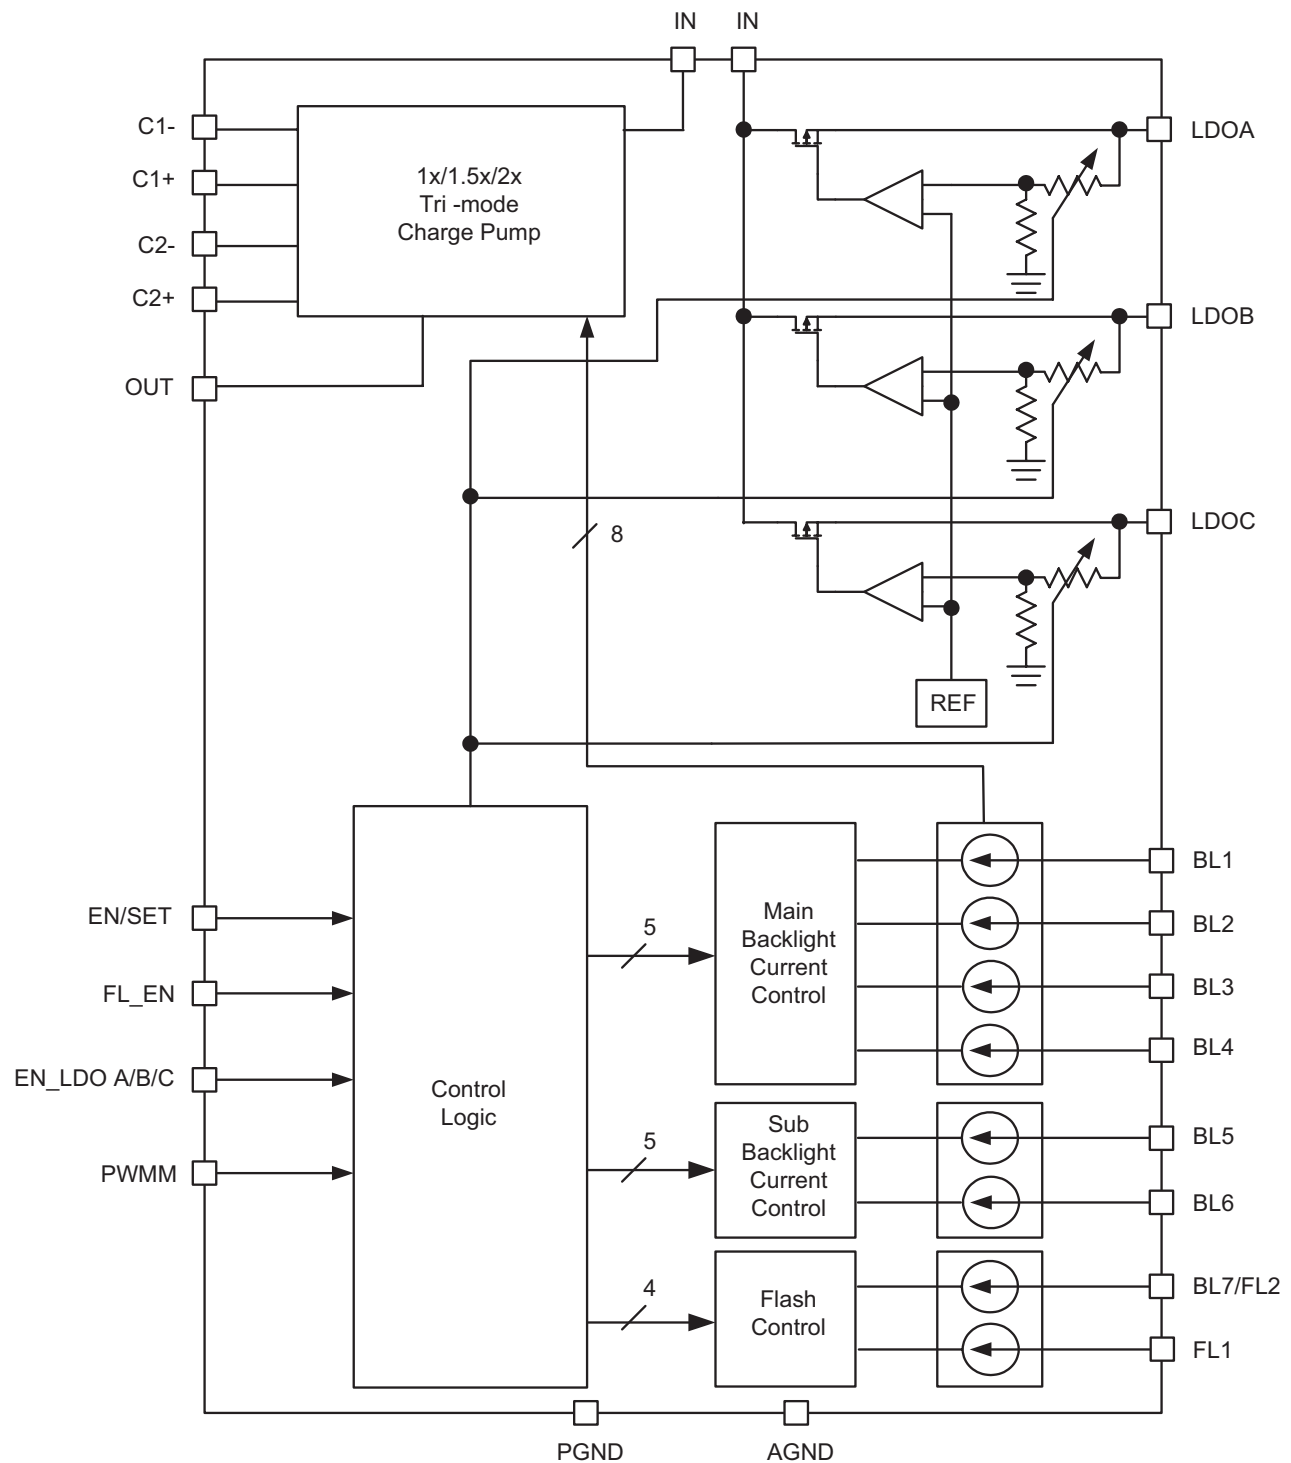 IN
IN
C1-
C1+
C2-
C2+
OUT
1x/1.5x/2x
Tri -mode
Charge Pump
LDOA
LDOB
LDOC
8
REF
EN/SET
FL_EN
EN_LDO A/B/C
PWMM
Control
Logic
5
5
4
Main
Backlight
Current
Control
Sub
Backlight
Current
Control
Flash
Control
BL1
BL2
BL3
BL4
BL5
BL6
BL7/FL2
FL1
PGND
AGND